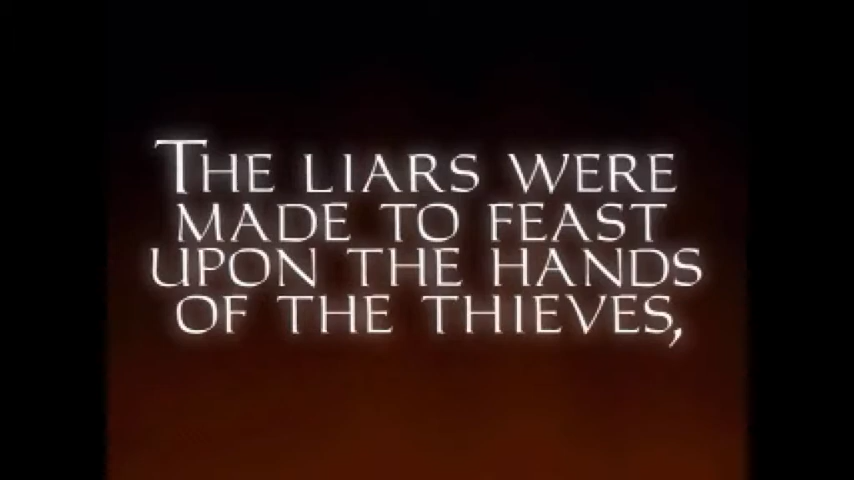 THE LIARS WERE
MADE TO FEAST
UPON THE HANDS
OF THE THIEVES,